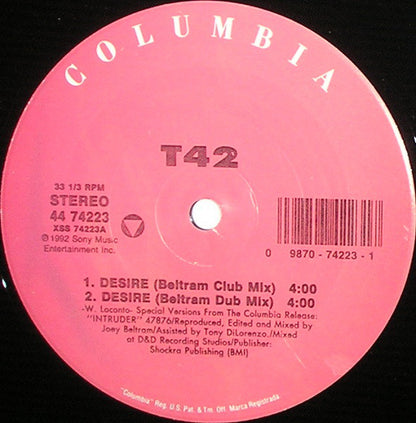 COLUMBIA
T42
33 1/3 RPM
STEREO
44 74223
XSS 74223A
℗ 1992 Sony Music
Entertainment Inc.
0 9870-74223-1
1. DESIRE (Beltram Club Mix) 4:00
2. DESIRE (Beltram Dub Mix) 4:00
-W. Loconto- Special Versions From The Columbia Release:
"INTRUDER" 47876/Reproduced, Edited and Mixed by
Joey Beltram/Assisted by Tony DiLorenzo./Mixed
at D&D Recording Studios/Publisher:
Shockra Publishing (BMI)
"Columbia" Reg. U.S. Pat. & Tm. Off. Marca Registrada.